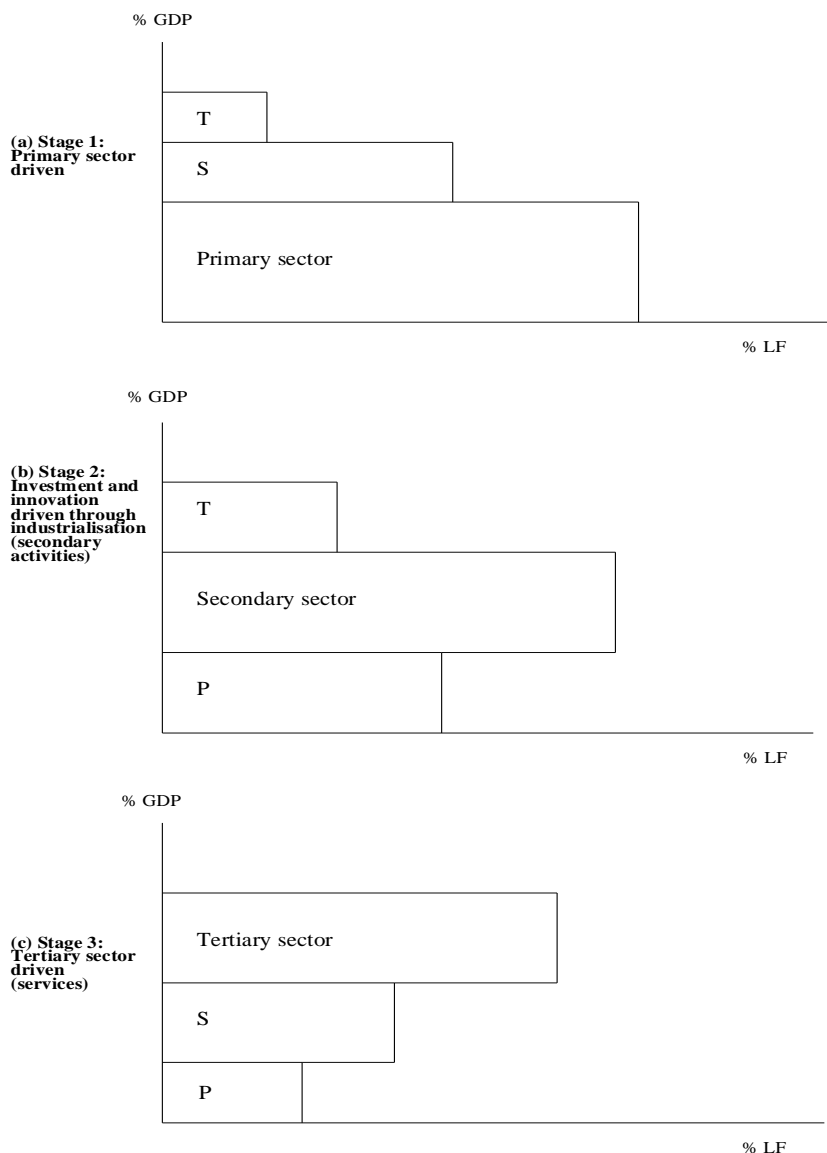 % GDP
T
(a) Stage 1:
Primary sector
driven
S
Primary sector
% LF
% GDP
(b) Stage 2:
Investment and
innovation
driven through
industrialisation
(secondary
activities)
T
Secondary sector
P
% LF
% GDP
Tertiary sector
(c) Stage 3:
Tertiary sector
driven
(services)
S
P
% LF